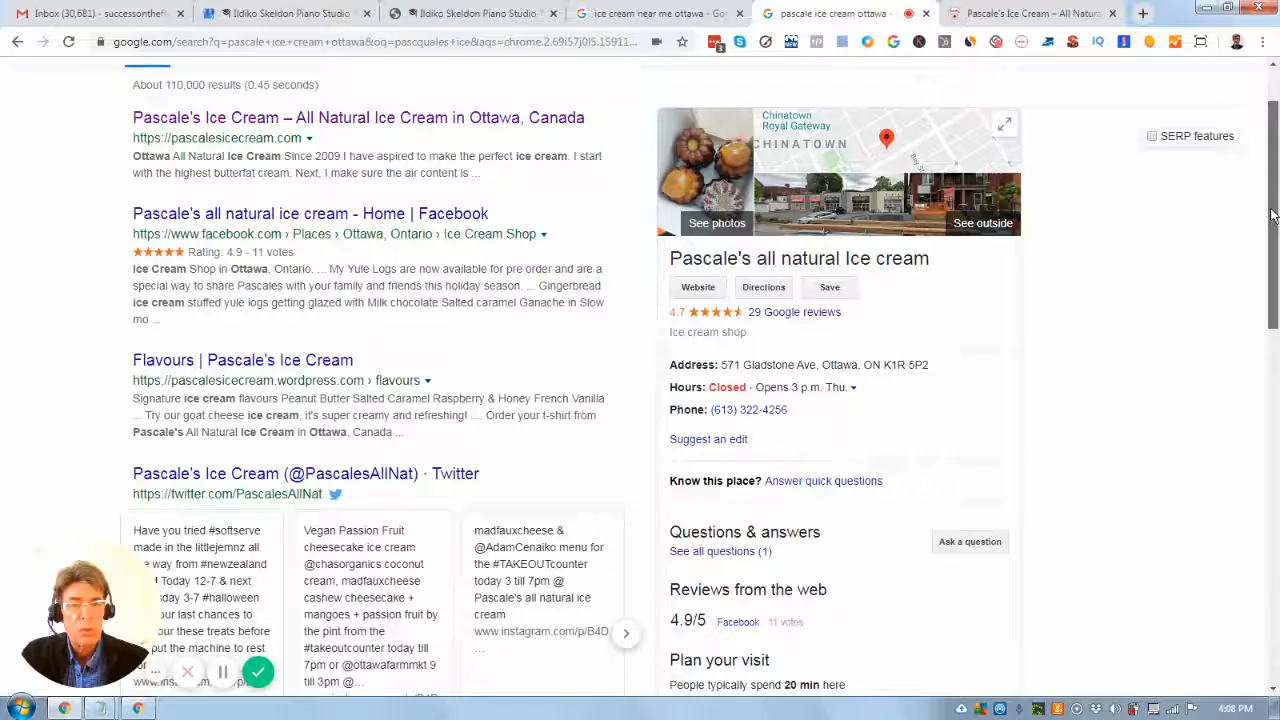 Inbox (30,681) - successonthef
Ildiko Skeldon Piano Studio
Ildiko Skeldon Piano Studio
ice cream near me ottawa - Go
pascale ice cream ottawa
Pascale's Ice Cream – All Natura
google.com/search?q=pascale+ice+cream+ottawa&oq=pascquales+ice&aqs=chrome.2.69i57j0l5.15911...
About 110,000 results (0.45 seconds)
Pascale's Ice Cream – All Natural Ice Cream in Ottawa, Canada
https://pascalesicecream.com
Ottawa All Natural Ice Cream Since 2009 I have aspired to make the perfect ice cream. I start
with the highest butterfat cream. Next, I make sure the air content is ...
Pascale's all natural ice cream - Home | Facebook
https://www.facebook.com › Places › Ottawa, Ontario › Ice Cream Shop
Rating: 4.9 - 11 votes
Ice Cream Shop in Ottawa, Ontario. ... My Yule Logs are now available for pre order and are a
special way to share Pascales with your family and friends this holiday season. ... Gingerbread
ice cream stuffed yule logs getting glazed with Milk chocolate Salted caramel Ganache in Slow
mo ...
Flavours | Pascale's Ice Cream
https://pascalesicecream.wordpress.com › flavours
Signature ice cream flavours Peanut Butter Salted Caramel Raspberry & Honey French Vanilla
... Try our goat cheese ice cream, it's super creamy and refreshing! .... Order your t-shirt from
Pascale's All Natural Ice Cream in Ottawa, Canada ...
Pascale's Ice Cream (@PascalesAllNat) · Twitter
https://twitter.com/PascalesAllNat
Have you tried #softserve
made in the littlejemnz all
way from #newzealand
Today 12-7 & next
day 3-7 #halloween
our last chances to
our these treats before
put the machine to rest
Vegan Passion Fruit
cheesecake ice cream
@chasorganics coconut
cream, madfauxcheese
cashew cheesecake +
mangoes + passion fruit by
the pint from the
#takeoutcounter today till
7pm or @ottawafarmmkt 9
till 3pm @
madfauxcheese &
@AdamCenaiko menu for
the #TAKEOUTcounter
today 3 till 7pm @
Pascale's all natural ice
cream
www.instagram.com/p/B4D
...
Chinatown
Royal Gateway
CHINATOWN
Bay St
See photos
See outside
Pascale's all natural Ice cream
Website
Directions
Save
4.7
29 Google reviews
Ice cream shop
Address: 571 Gladstone Ave, Ottawa, ON K1R 5P2
Hours: Closed · Opens 3 p.m. Thu.
Phone: (613) 322-4256
Suggest an edit
Know this place? Answer quick questions
Questions & answers
See all questions (1)
Ask a question
Reviews from the web
4.9/5 Facebook 11 votes
Plan your visit
People typically spend 20 min here
SERP features
4:08 PM